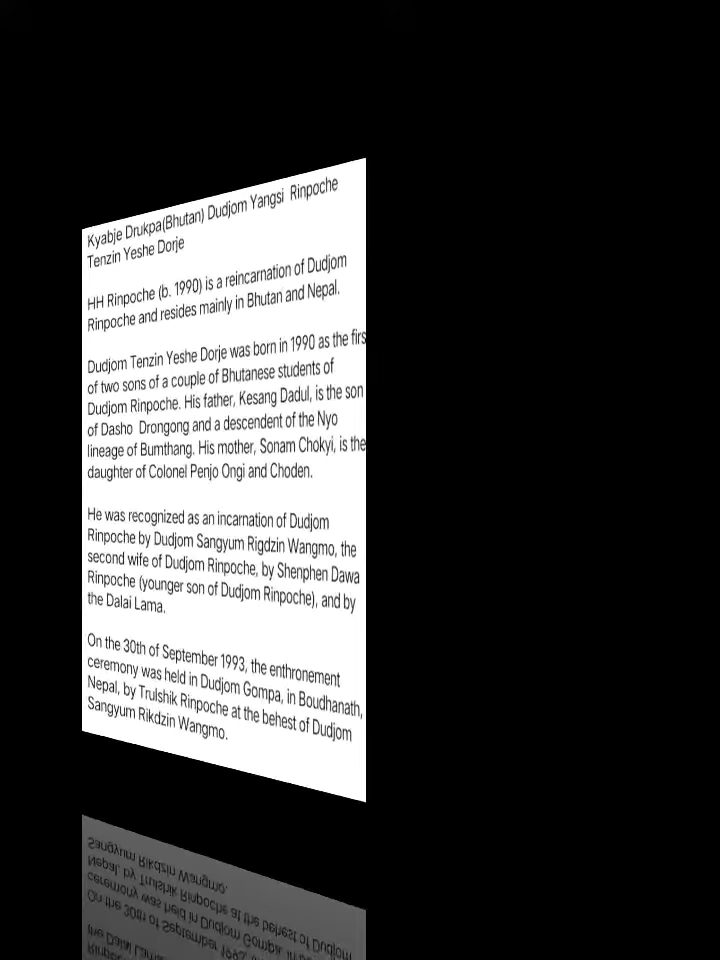 Kyabje Drukpa(Bhutan) Dudjom Yangsi  Rinpoche
Tenzin Yeshe Dorje
HH Rinpoche (b. 1990) is a reincarnation of Dudjom
Rinpoche and resides mainly in Bhutan and Nepal.
Dudjom Tenzin Yeshe Dorje was born in 1990 as the firs
of two sons of a couple of Bhutanese students of
Dudjom Rinpoche. His father, Kesang Dadul, is the son
of Dasho  Drongong and a descendent of the Nyo
lineage of Bumthang. His mother, Sonam Chokyi, is the
daughter of Colonel Penjo Ongi and Choden.
He was recognized as an incarnation of Dudjom
Rinpoche by Dudjom Sangyum Rigdzin Wangmo, the
second wife of Dudjom Rinpoche, by Shenphen Dawa
Rinpoche (younger son of Dudjom Rinpoche), and by
the Dalai Lama.
On the 30th of September 1993, the enthronement
ceremony was held in Dudjom Gompa, in Boudhanath,
Nepal, by Trulshik Rinpoche at the behest of Dudjom
Sangyum Rikdzin Wangmo.